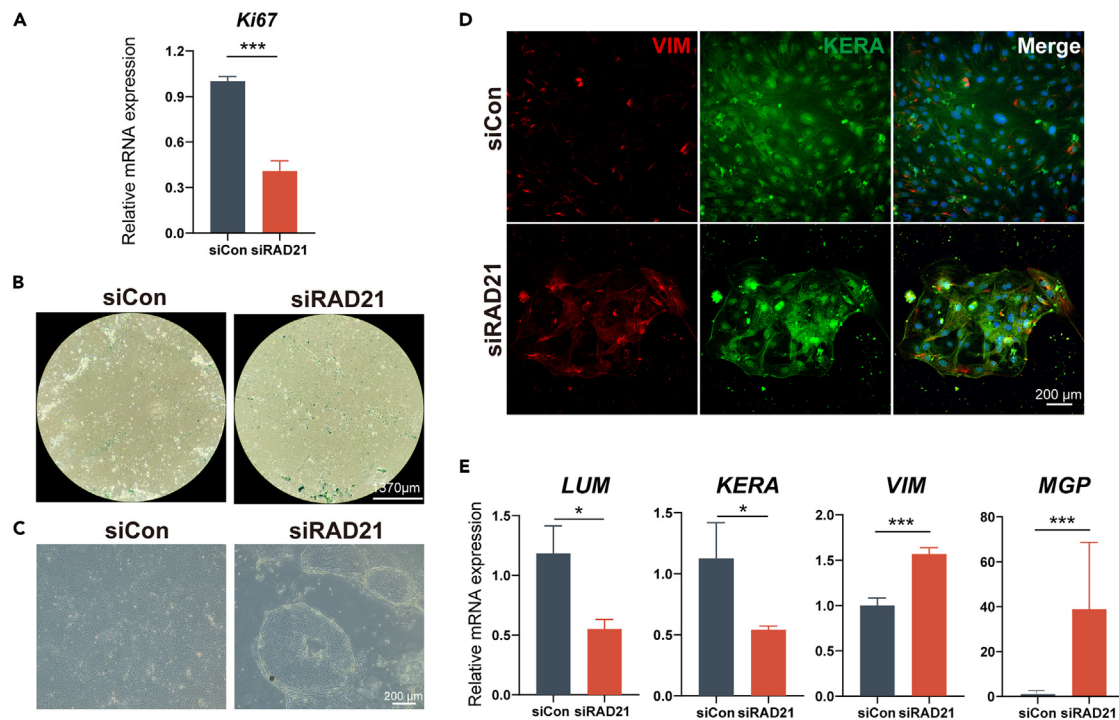 A
Ki67
***
Relative mRNA expression
1.2
0.9
0.6
0.3
0.0
siCon siRAD21
B
siCon siRAD21
1370μm
C
siCon siRAD21
200 μm
D
VIM KERA Merge
siCon
siRAD21
200 μm
E
Relative mRNA expression
LUM
*
1.5
1.0
0.5
0.0
siCon siRAD21
KERA
*
1.5
1.0
0.5
0.0
siCon siRAD21
VIM
***
2.0
1.5
1.0
0.5
0.0
siCon siRAD21
MGP
***
80
60
40
20
0
siCon siRAD21